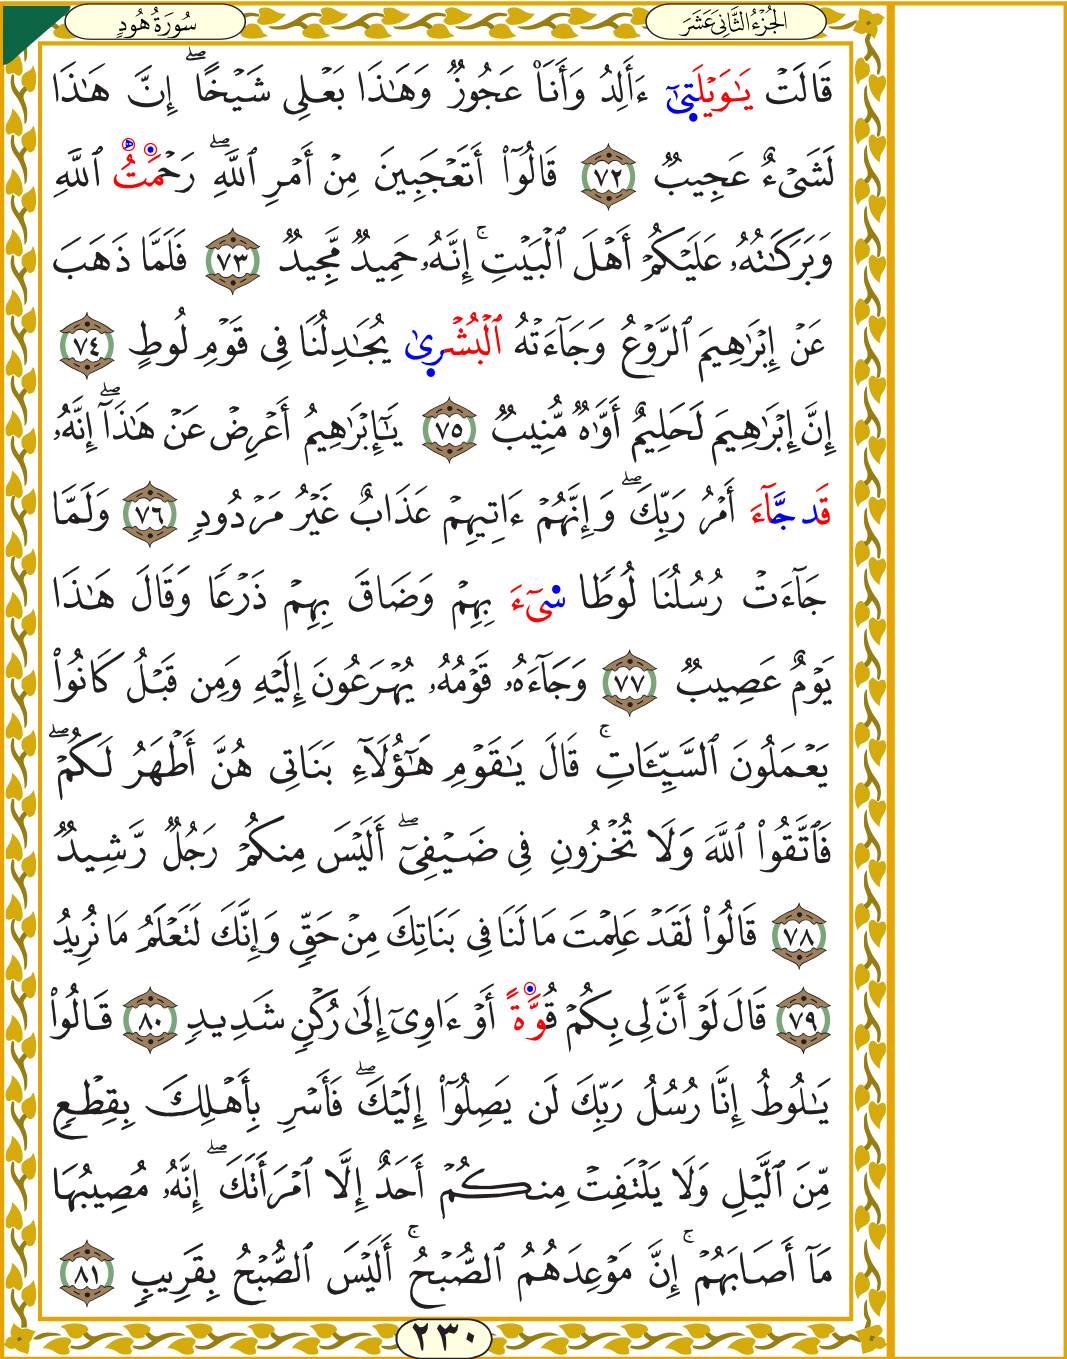 الجُزْءُ الثَّانِيَ عَشَرَ
سُورَةُ هُودٍ
قَالَتۡ يَٰوَيۡلَتِيٰٓ ءَأَلِدُ وَأَنَا۠ عَجُوزٞ وَهَٰذَا بَعۡلِي شَيۡخًاۖ إِنَّ هَٰذَا
لَشَيۡءٌ عَجِيبٞ ٧٢ قَالُوٓاْ أَتَعۡجَبِينَ مِنۡ أَمۡرِ ٱللَّهِۖ رَحۡمَتُ ٱللَّهِ
وَبَرَكَٰتُهُۥ عَلَيۡكُمۡ أَهۡلَ ٱلۡبَيۡتِۚ إِنَّهُۥ حَمِيدٞ مَّجِيدٞ ٧٣ فَلَمَّا ذَهَبَ
عَنۡ إِبۡرَٰهِيمَ ٱلرَّوۡعُ وَجَآءَتۡهُ ٱلۡبُشۡرِيٰ يُجَٰدِلُنَا فِي قَوۡمِ لُوطٍ ٧٤
إِنَّ إِبۡرَٰهِيمَ لَحَلِيمٌ أَوَّٰهٞ مُّنِيبٞ ٧٥ يَٰٓإِبۡرَٰهِيمُ أَعۡرِضۡ عَنۡ هَٰذَآۖ إِنَّهُۥ
قَد جَّآءَ أَمۡرُ رَبِّكَۖ وَإِنَّهُمۡ ءَاتِيهِمۡ عَذَابٌ غَيۡرُ مَرۡدُودٖ ٧٦ وَلَمَّا
جَآءَتۡ رُسُلُنَا لُوطٗا سِيٓءَ بِهِمۡ وَضَاقَ بِهِمۡ ذَرۡعٗا وَقَالَ هَٰذَا
يَوۡمٌ عَصِيبٞ ٧٧ وَجَآءَهُۥ قَوۡمُهُۥ يُهۡرَعُونَ إِلَيۡهِ وَمِن قَبۡلُ كَانُواْ
يَعۡمَلُونَ ٱلسَّيِّـَٔاتِۚ قَالَ يَٰقَوۡمِ هَٰٓؤُلَآءِ بَنَاتِي هُنَّ أَطۡهَرُ لَكُمۡۖ
فَٱتَّقُواْ ٱللَّهَ وَلَا تُخۡزُونِ فِي ضَيۡفِيٓۖ أَلَيۡسَ مِنكُمۡ رَجُلٞ رَّشِيدٞ
٧٨ قَالُواْ لَقَدۡ عَلِمۡتَ مَا لَنَا فِي بَنَاتِكَ مِنۡ حَقّٖ وَإِنَّكَ لَتَعۡلَمُ مَا نُرِيدُ
٧٩ قَالَ لَوۡ أَنَّ لِي بِكُمۡ قُوَّةً أَوۡ ءَاوِيٓ إِلَىٰ رُكۡنٖ شَدِيدٖ ٨٠ قَالُواْ
يَٰلُوطُ إِنَّا رُسُلُ رَبِّكَ لَن يَصِلُوٓاْ إِلَيۡكَۖ فَأَسۡرِ بِأَهۡلِكَ بِقِطۡعٖ
مِّنَ ٱلَّيۡلِ وَلَا يَلۡتَفِتۡ مِنكُمۡ أَحَدٌ إِلَّا ٱمۡرَأَتَكَۖ إِنَّهُۥ مُصِيبُهَا
مَآ أَصَابَهُمۡۚ إِنَّ مَوۡعِدَهُمُ ٱلصُّبۡحُۚ أَلَيۡسَ ٱلصُّبۡحُ بِقَرِيبٖ ٨١
٢٣٠